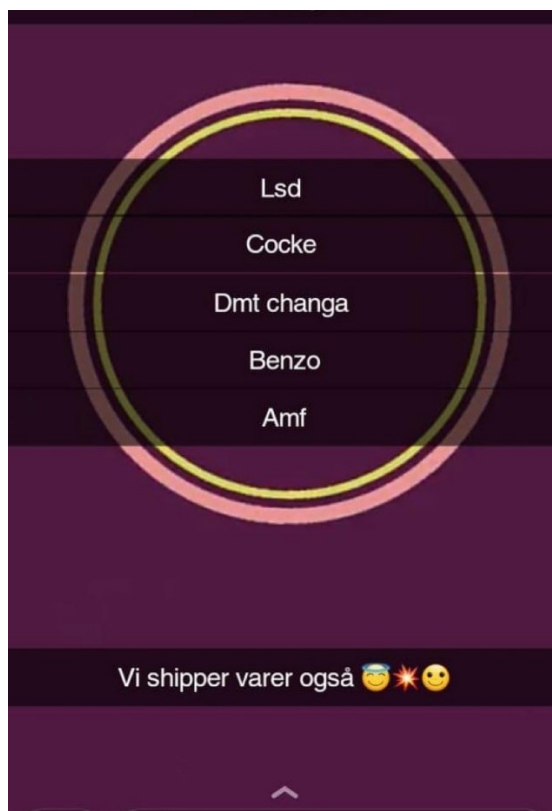 Lsd
Cocke
Dmt changa
Benzo
Amf
Vi shipper varer også 😇💥🙂